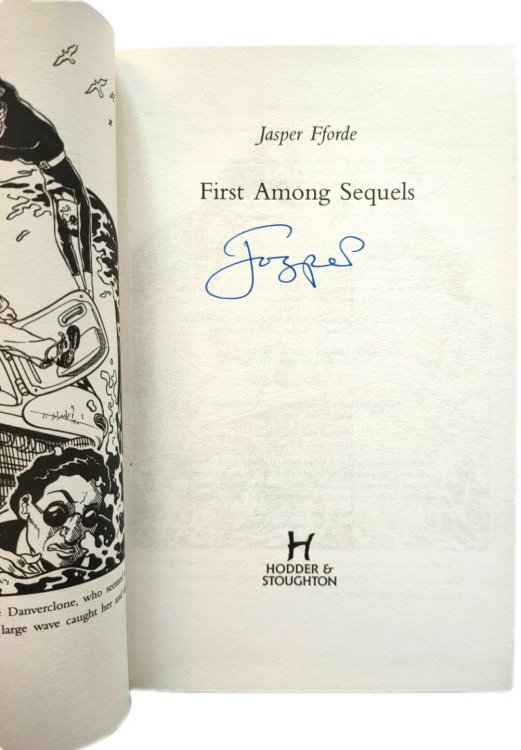 Jasper Fforde
First Among Sequels
Jasper
H
HODDER &
STOUGHTON
Danverclone, who seemed
large wave caught her and